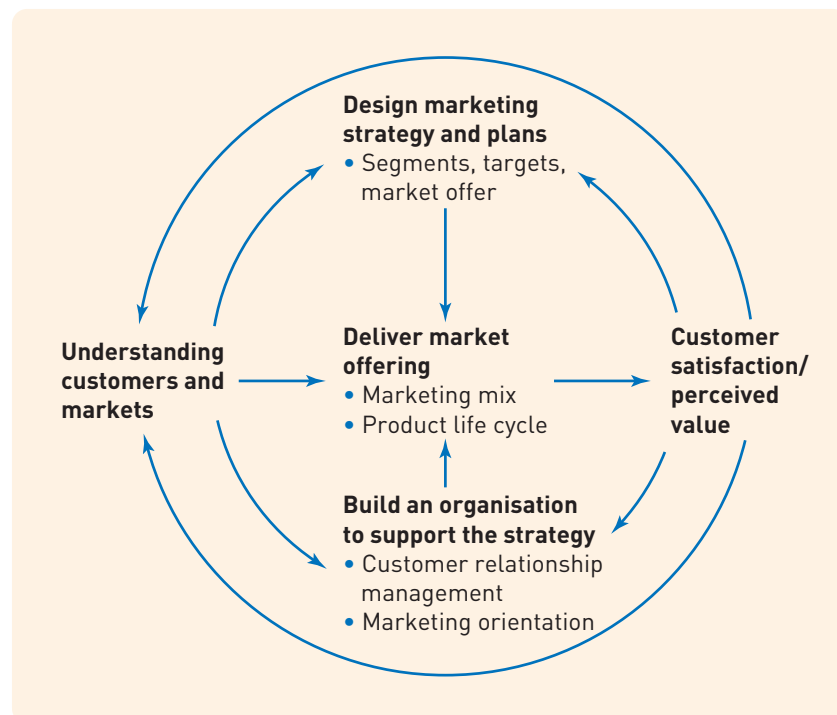 Design marketing
strategy and plans
• Segments, targets,
market offer
Understanding
customers and
markets
Deliver market
offering
• Marketing mix
• Product life cycle
Customer
satisfaction/
perceived
value
Build an organisation
to support the strategy
• Customer relationship
management
• Marketing orientation